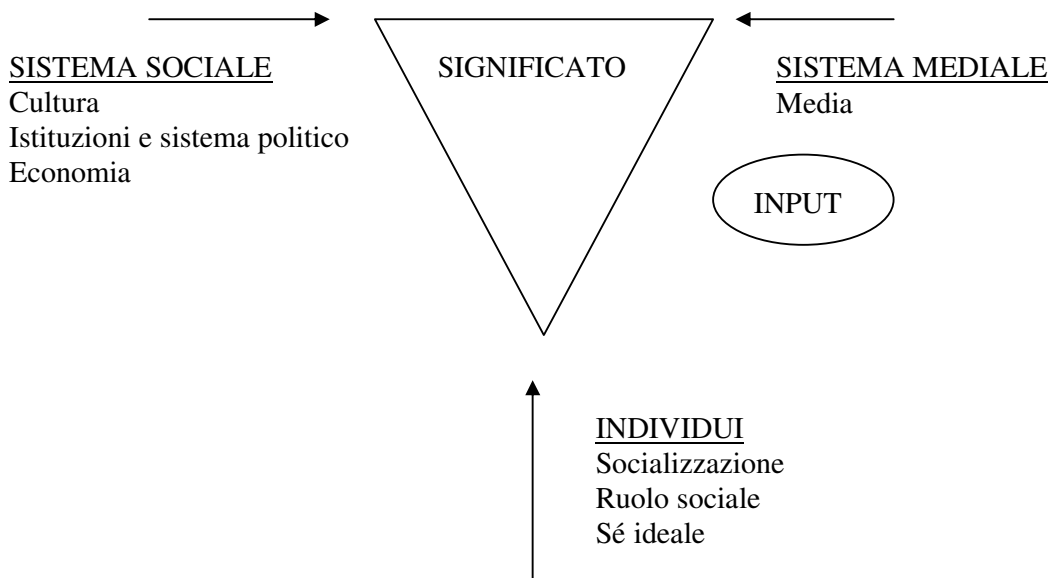 SISTEMA SOCIALE
Cultura
Istituzioni e sistema politico
Economia
SIGNIFICATO
SISTEMA MEDIALE
Media
INPUT
INDIVIDUI
Socializzazione
Ruolo sociale
Sé ideale